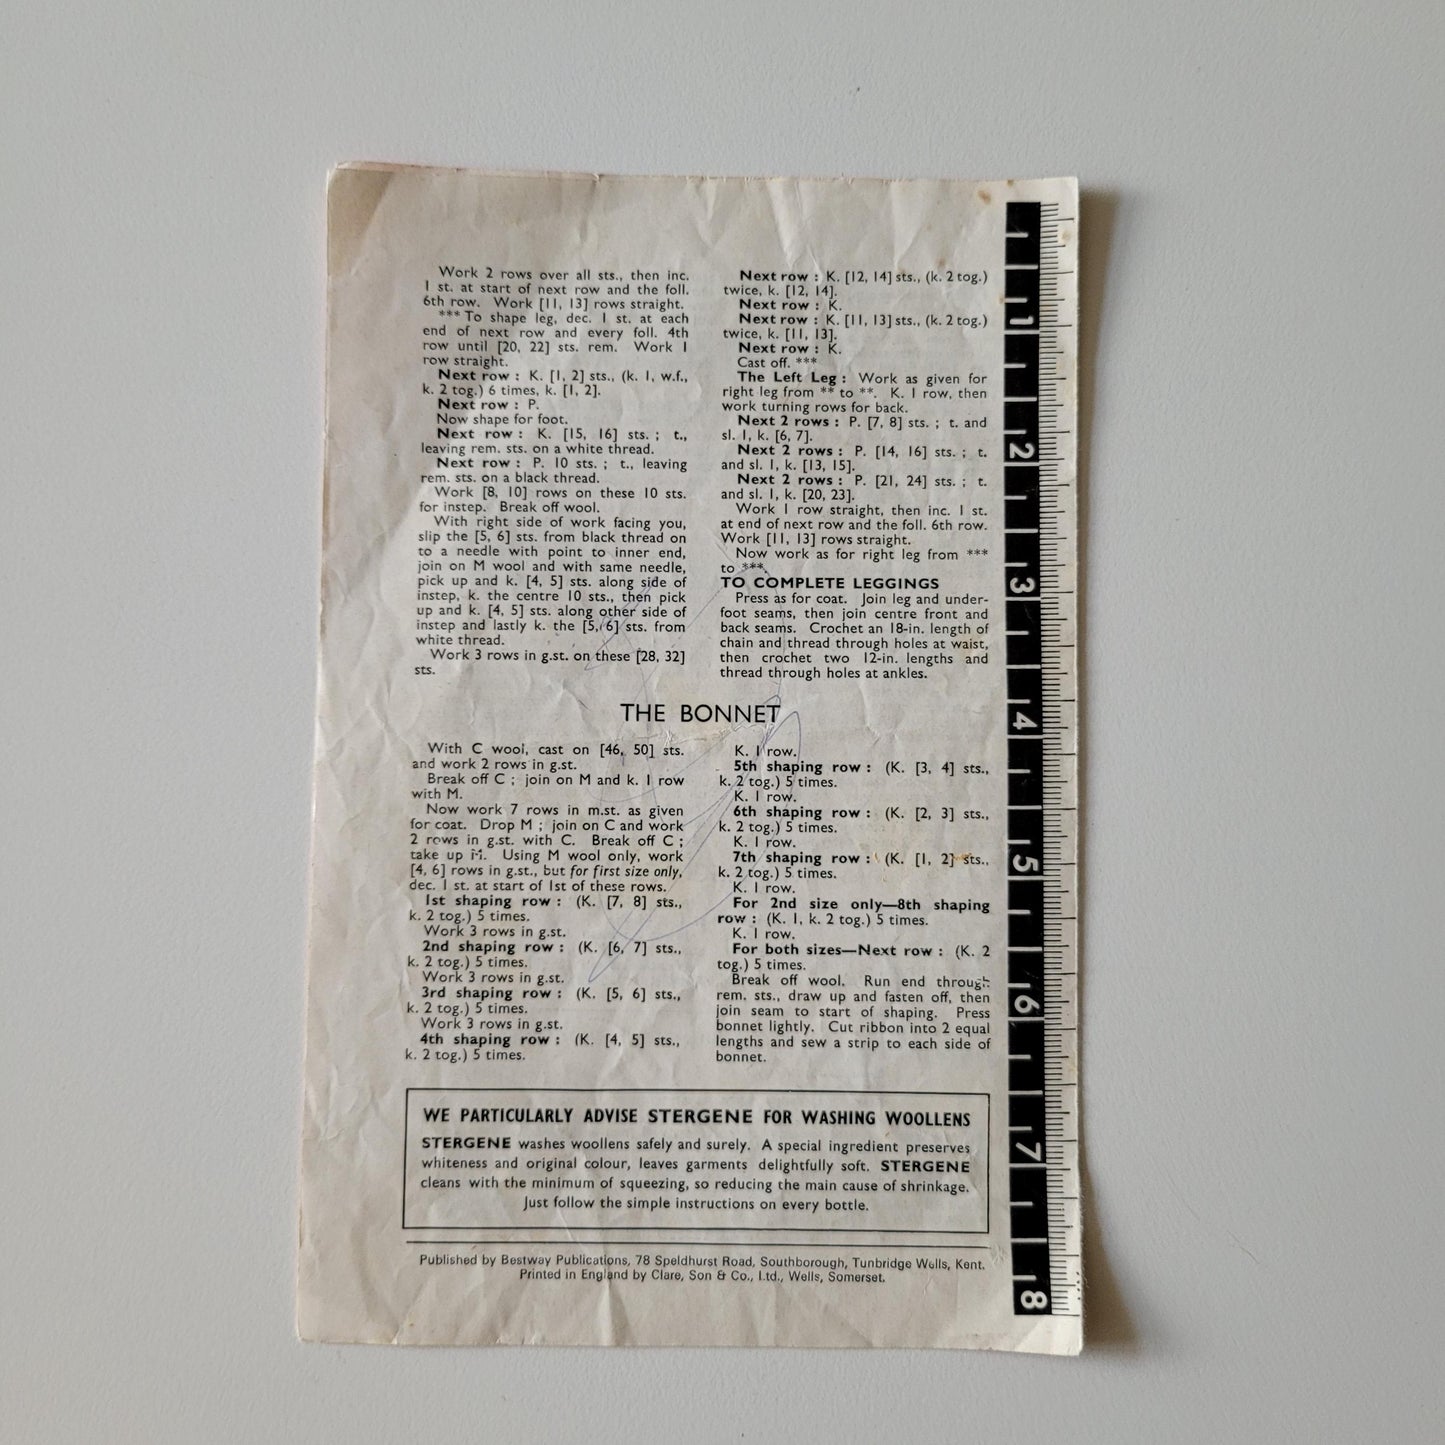 Work 2 rows over all sts., then inc.
1 st. at start of next row and the foll.
6th row. Work [11, 13] rows straight.
*** To shape leg, dec. 1 st. at each
end of next row and every foll. 4th
row until [20, 22] sts. rem. Work 1
row straight.
Next row : K. [1, 2] sts., (k. 1, w.f.,
k. 2 tog.) 6 times, k. [1, 2].
Next row : P.
Now shape for foot.
Next row : K. [15, 16] sts. ; t.,
leaving rem. sts. on a white thread.
Next row : P. 10 sts. ; t., leaving
rem. sts. on a black thread.
Work [8, 10] rows on these 10 sts.
for instep. Break off wool.
With right side of work facing you,
slip the [5, 6] sts. from black thread on
to a needle with point to inner end,
join on M wool and with same needle,
pick up and k. [4, 5] sts. along side of
instep, k. the centre 10 sts., then pick
up and k. [4, 5] sts. along other side of
instep and lastly k. the [5, 6] sts. from
white thread.
Work 3 rows in g.st. on these [28, 32]
sts.
Next row : K. [12, 14] sts., (k. 2 tog.)
twice, k. [12, 14].
Next row : K.
Next row : K. [11, 13] sts., (k. 2 tog.)
twice, k. [11, 13].
Next row : K.
Cast off. ***
The Left Leg : Work as given for
right leg from ** to **. K. 1 row, then
work turning rows for back.
Next 2 rows : P. [7, 8] sts. ; t. and
sl. 1, k. [6, 7].
Next 2 rows : P. [14, 16] sts. ; t.
and sl. 1, k. [13, 15].
Next 2 rows : P. [21, 24] sts. ; t.
and sl. 1, k. [20, 23].
Work 1 row straight, then inc. 1 st.
at end of next row and the foll. 6th row.
Work [11, 13] rows straight.
Now work as for right leg from ***
to ***.
TO COMPLETE LEGGINGS
Press as for coat. Join leg and under-
foot seams, then join centre front and
back seams. Crochet an 18-in. length of
chain and thread through holes at waist,
then crochet two 12-in. lengths and
thread through holes at ankles.
THE BONNET
With C wool, cast on [46, 50] sts.
and work 2 rows in g.st.
Break off C ; join on M and k. 1 row
with M.
Now work 7 rows in m.st. as given
for coat. Drop M ; join on C and work
2 rows in g.st. with C. Break off C ;
take up M. Using M wool only, work
[4, 6] rows in g.st., but for first size only,
dec. 1 st. at start of 1st of these rows.
1st shaping row : (K. [7, 8] sts.,
k. 2 tog.) 5 times.
Work 3 rows in g.st.
2nd shaping row : (K. [6, 7] sts.,
k. 2 tog.) 5 times.
Work 3 rows in g.st.
3rd shaping row : (K. [5, 6] sts.,
k. 2 tog.) 5 times.
Work 3 rows in g.st.
4th shaping row : (K. [4, 5] sts.,
k. 2 tog.) 5 times.
K. 1 row.
5th shaping row : (K. [3, 4] sts.,
k. 2 tog.) 5 times.
K. 1 row.
6th shaping row : (K. [2, 3] sts.,
k. 2 tog.) 5 times.
K. 1 row.
7th shaping row : (K. [1, 2] sts.,
k. 2 tog.) 5 times.
K. 1 row.
For 2nd size only—8th shaping
row : (K. 1, k. 2 tog.) 5 times.
K. 1 row.
For both sizes—Next row : (K. 2
tog.) 5 times.
Break off wool. Run end through
rem. sts., draw up and fasten off, then
join seam to start of shaping. Press
bonnet lightly. Cut ribbon into 2 equal
lengths and sew a strip to each side of
bonnet.
WE PARTICULARLY ADVISE STERGENE FOR WASHING WOOLLENS
STERGENE washes woollens safely and surely. A special ingredient preserves
whiteness and original colour, leaves garments delightfully soft. STERGENE
cleans with the minimum of squeezing, so reducing the main cause of shrinkage.
Just follow the simple instructions on every bottle.
Published by Bestway Publications, 78 Speldhurst Road, Southborough, Tunbridge Wells, Kent.
Printed in England by Clare, Son & Co., Ltd., Wells, Somerset.
1
2
3
4
5
6
7
8